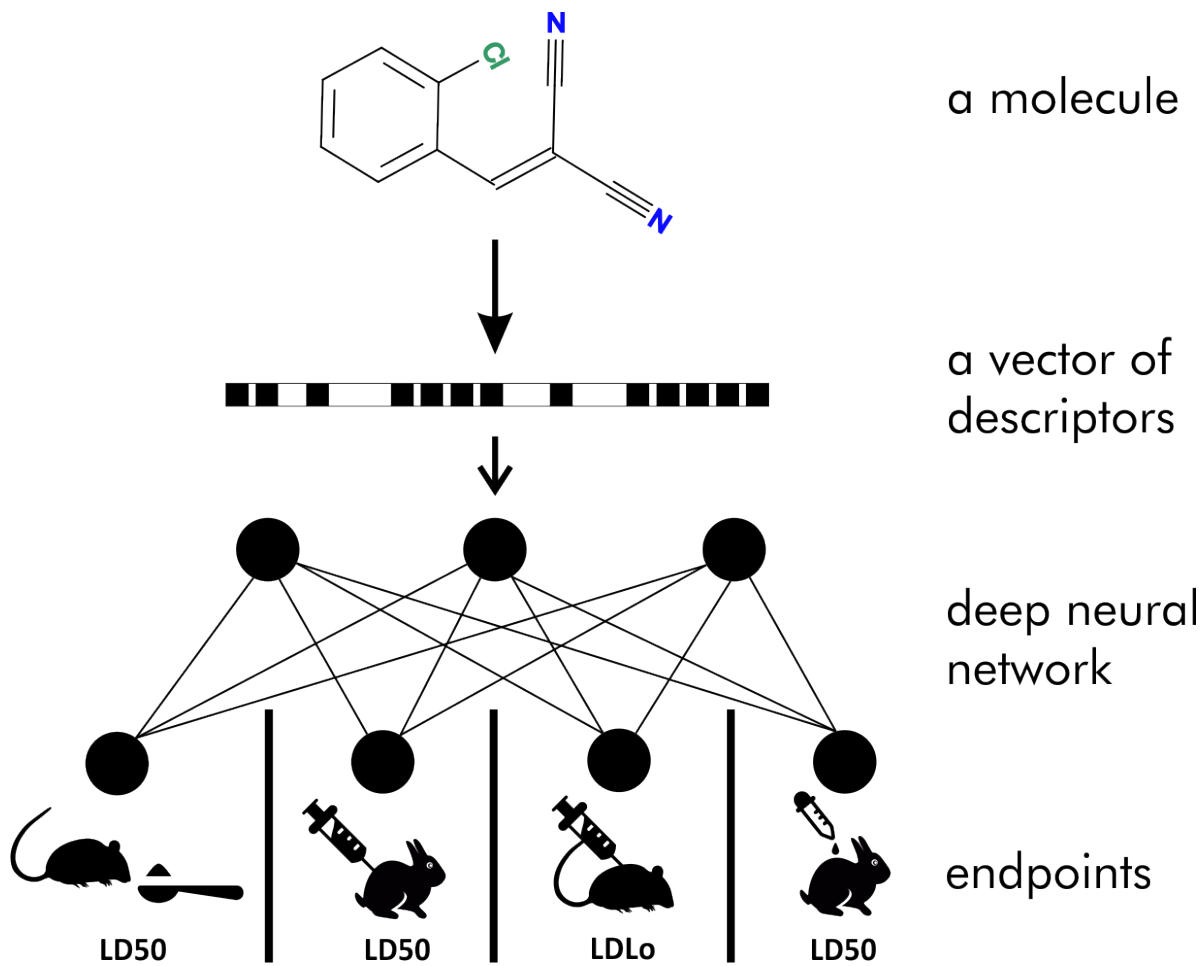 N
Cl
a molecule
N
a vector of
descriptors
deep neural
network
endpoints
LD50
LD50
LDLo
LD50